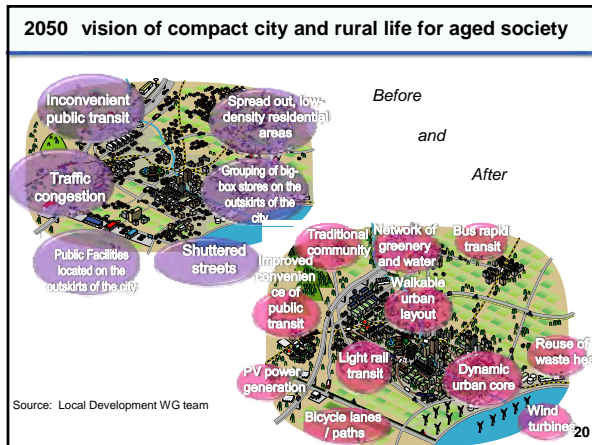 2050 vision of compact city and rural life for aged society
Before
and
After
Inconvenient
public transit
Spread out, low-
density residential
areas
Traffic
congestion
Grouping of big-
box stores on the
outskirts of the
city
Public Facilities
located on the
outskirts of the city
Shuttered
streets
Traditional
community
Network of
greenery
and water
Bus rapid
transit
Improved
convenien
ce of
public
transit
Walkable
urban
layout
Reuse of
waste hea
PV power
generation
Light rail
transit
Dynamic
urban core
Bicycle lanes
/ paths
Wind
turbines
Source: Local Development WG team
20